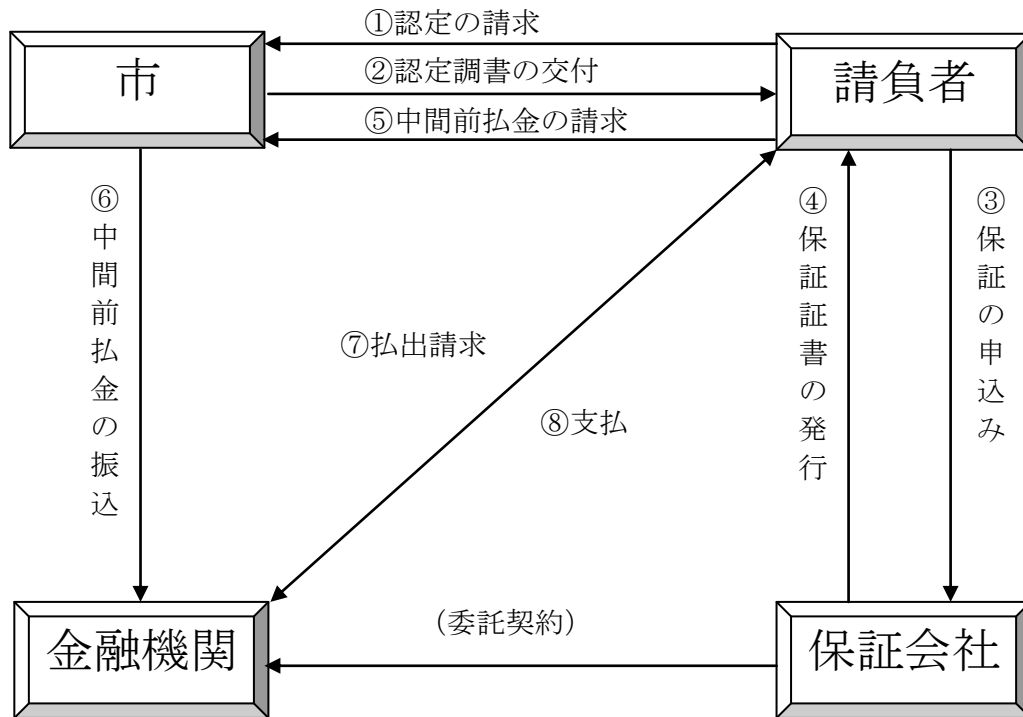 ①認定の請求
市
②認定調書の交付
請負者
⑤中間前払金の請求
⑥中間前払金の振込
④保証証書の発行
③保証の申込み
⑦払出請求
⑧支払
金融機関
（委託契約）
保証会社